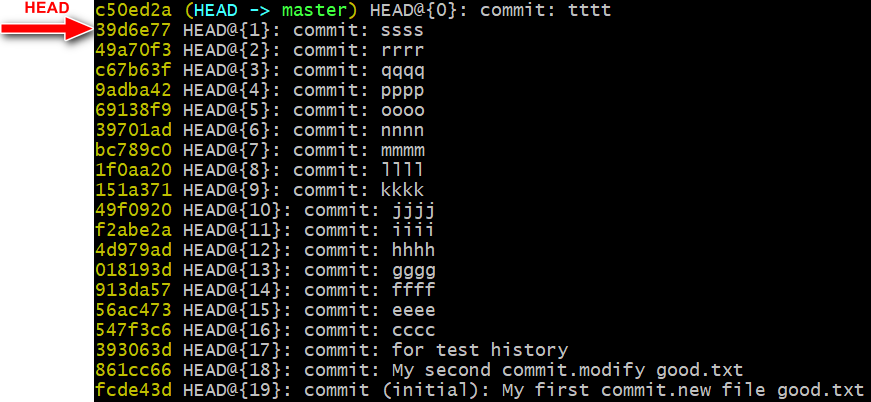 HEAD
c50ed2a (HEAD -> master) HEAD@{0}: commit: tttt
39d6e77 HEAD@{1}: commit: ssss
49a70f3 HEAD@{2}: commit: rrrr
c67b63f HEAD@{3}: commit: qqqq
9adba42 HEAD@{4}: commit: pppp
69138f9 HEAD@{5}: commit: oooo
39701ad HEAD@{6}: commit: nnnn
bc789c0 HEAD@{7}: commit: mmmm
1f0aa20 HEAD@{8}: commit: llll
151a371 HEAD@{9}: commit: kkkk
49f0920 HEAD@{10}: commit: jjjj
f2abe2a HEAD@{11}: commit: iiii
4d979ad HEAD@{12}: commit: hhhh
018193d HEAD@{13}: commit: gggg
913da57 HEAD@{14}: commit: ffff
56ac473 HEAD@{15}: commit: eeee
547f3c6 HEAD@{16}: commit: cccc
393063d HEAD@{17}: commit: for test history
861cc66 HEAD@{18}: commit: My second commit.modify good.txt
fcde43d HEAD@{19}: commit (initial): My first commit.new file good.txt